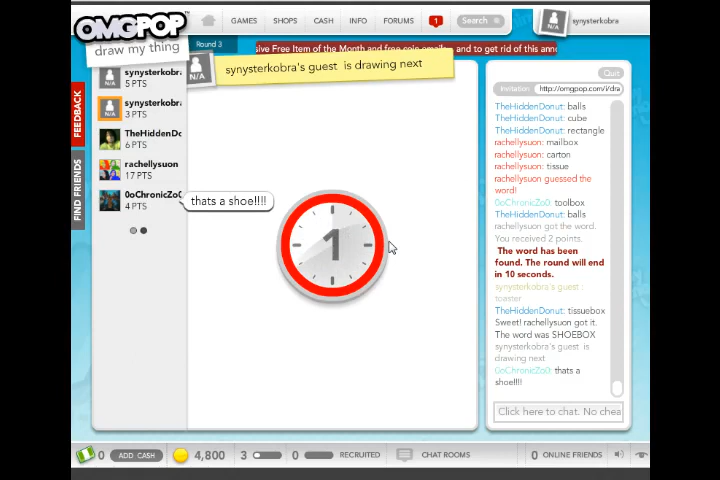 OMGPOP
GAMES SHOPS CASH INFO FORUMS 1 Search synysterkobra
draw my thing
Round 3
sive Free Item of the Month and free coin emails, and to get rid of this anno
synysterkobra's guest is drawing next
N/A
FEEDBACK
FIND FRIENDS
N/A synysterkobra
5 PTS
N/A synysterkobra
3 PTS
TheHiddenDo
6 PTS
rachellysuon
17 PTS
0oChronicZo0
4 PTS
thats a shoe!!!!
1
Quit
Invitation http://omgpop.com/i/dra
TheHiddenDonut: balls
TheHiddenDonut: cube
TheHiddenDonut: rectangle
rachellysuon: mailbox
rachellysuon: carton
rachellysuon: tissue
rachellysuon guessed the
word!
0oChronicZo0: toolbox
TheHiddenDonut: balls
rachellysuon got the word.
You received 2 points.
The word has been
found. The round will end
in 10 seconds.
synysterkobra's guest :
toaster
TheHiddenDonut: tissuebox
Sweet! rachellysuon got it.
The word was SHOEBOX
synysterkobra's guest is
drawing next
0oChronicZo0: thats a
shoe!!!!
Click here to chat. No chea
0 ADD CASH 4,800 3 0 RECRUITED CHAT ROOMS 0 ONLINE FRIENDS